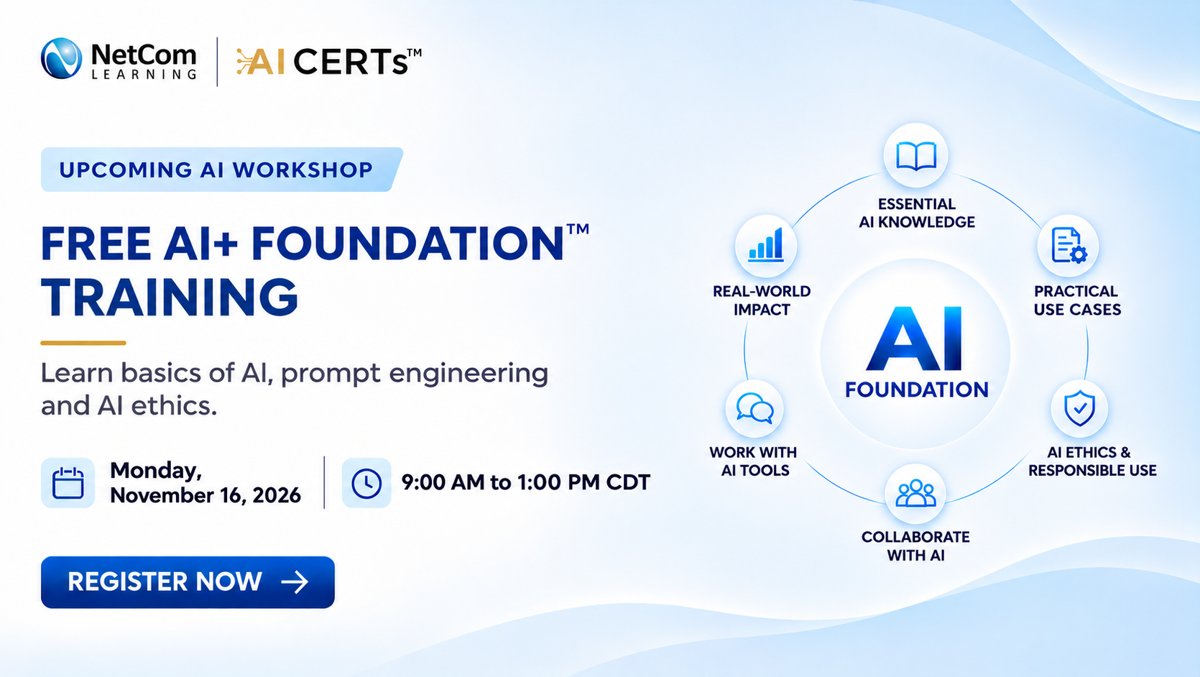 NetCom
LEARNING
AI CERTs™
UPCOMING AI WORKSHOP
FREE AI+ FOUNDATION™
TRAINING
Learn basics of AI, prompt engineering
and AI ethics.
Monday,
November 16, 2026
9:00 AM to 1:00 PM CDT
REGISTER NOW →
ESSENTIAL
AI KNOWLEDGE
PRACTICAL
USE CASES
AI ETHICS &
RESPONSIBLE USE
COLLABORATE
WITH AI
WORK WITH
AI TOOLS
REAL-WORLD
IMPACT
AI
FOUNDATION